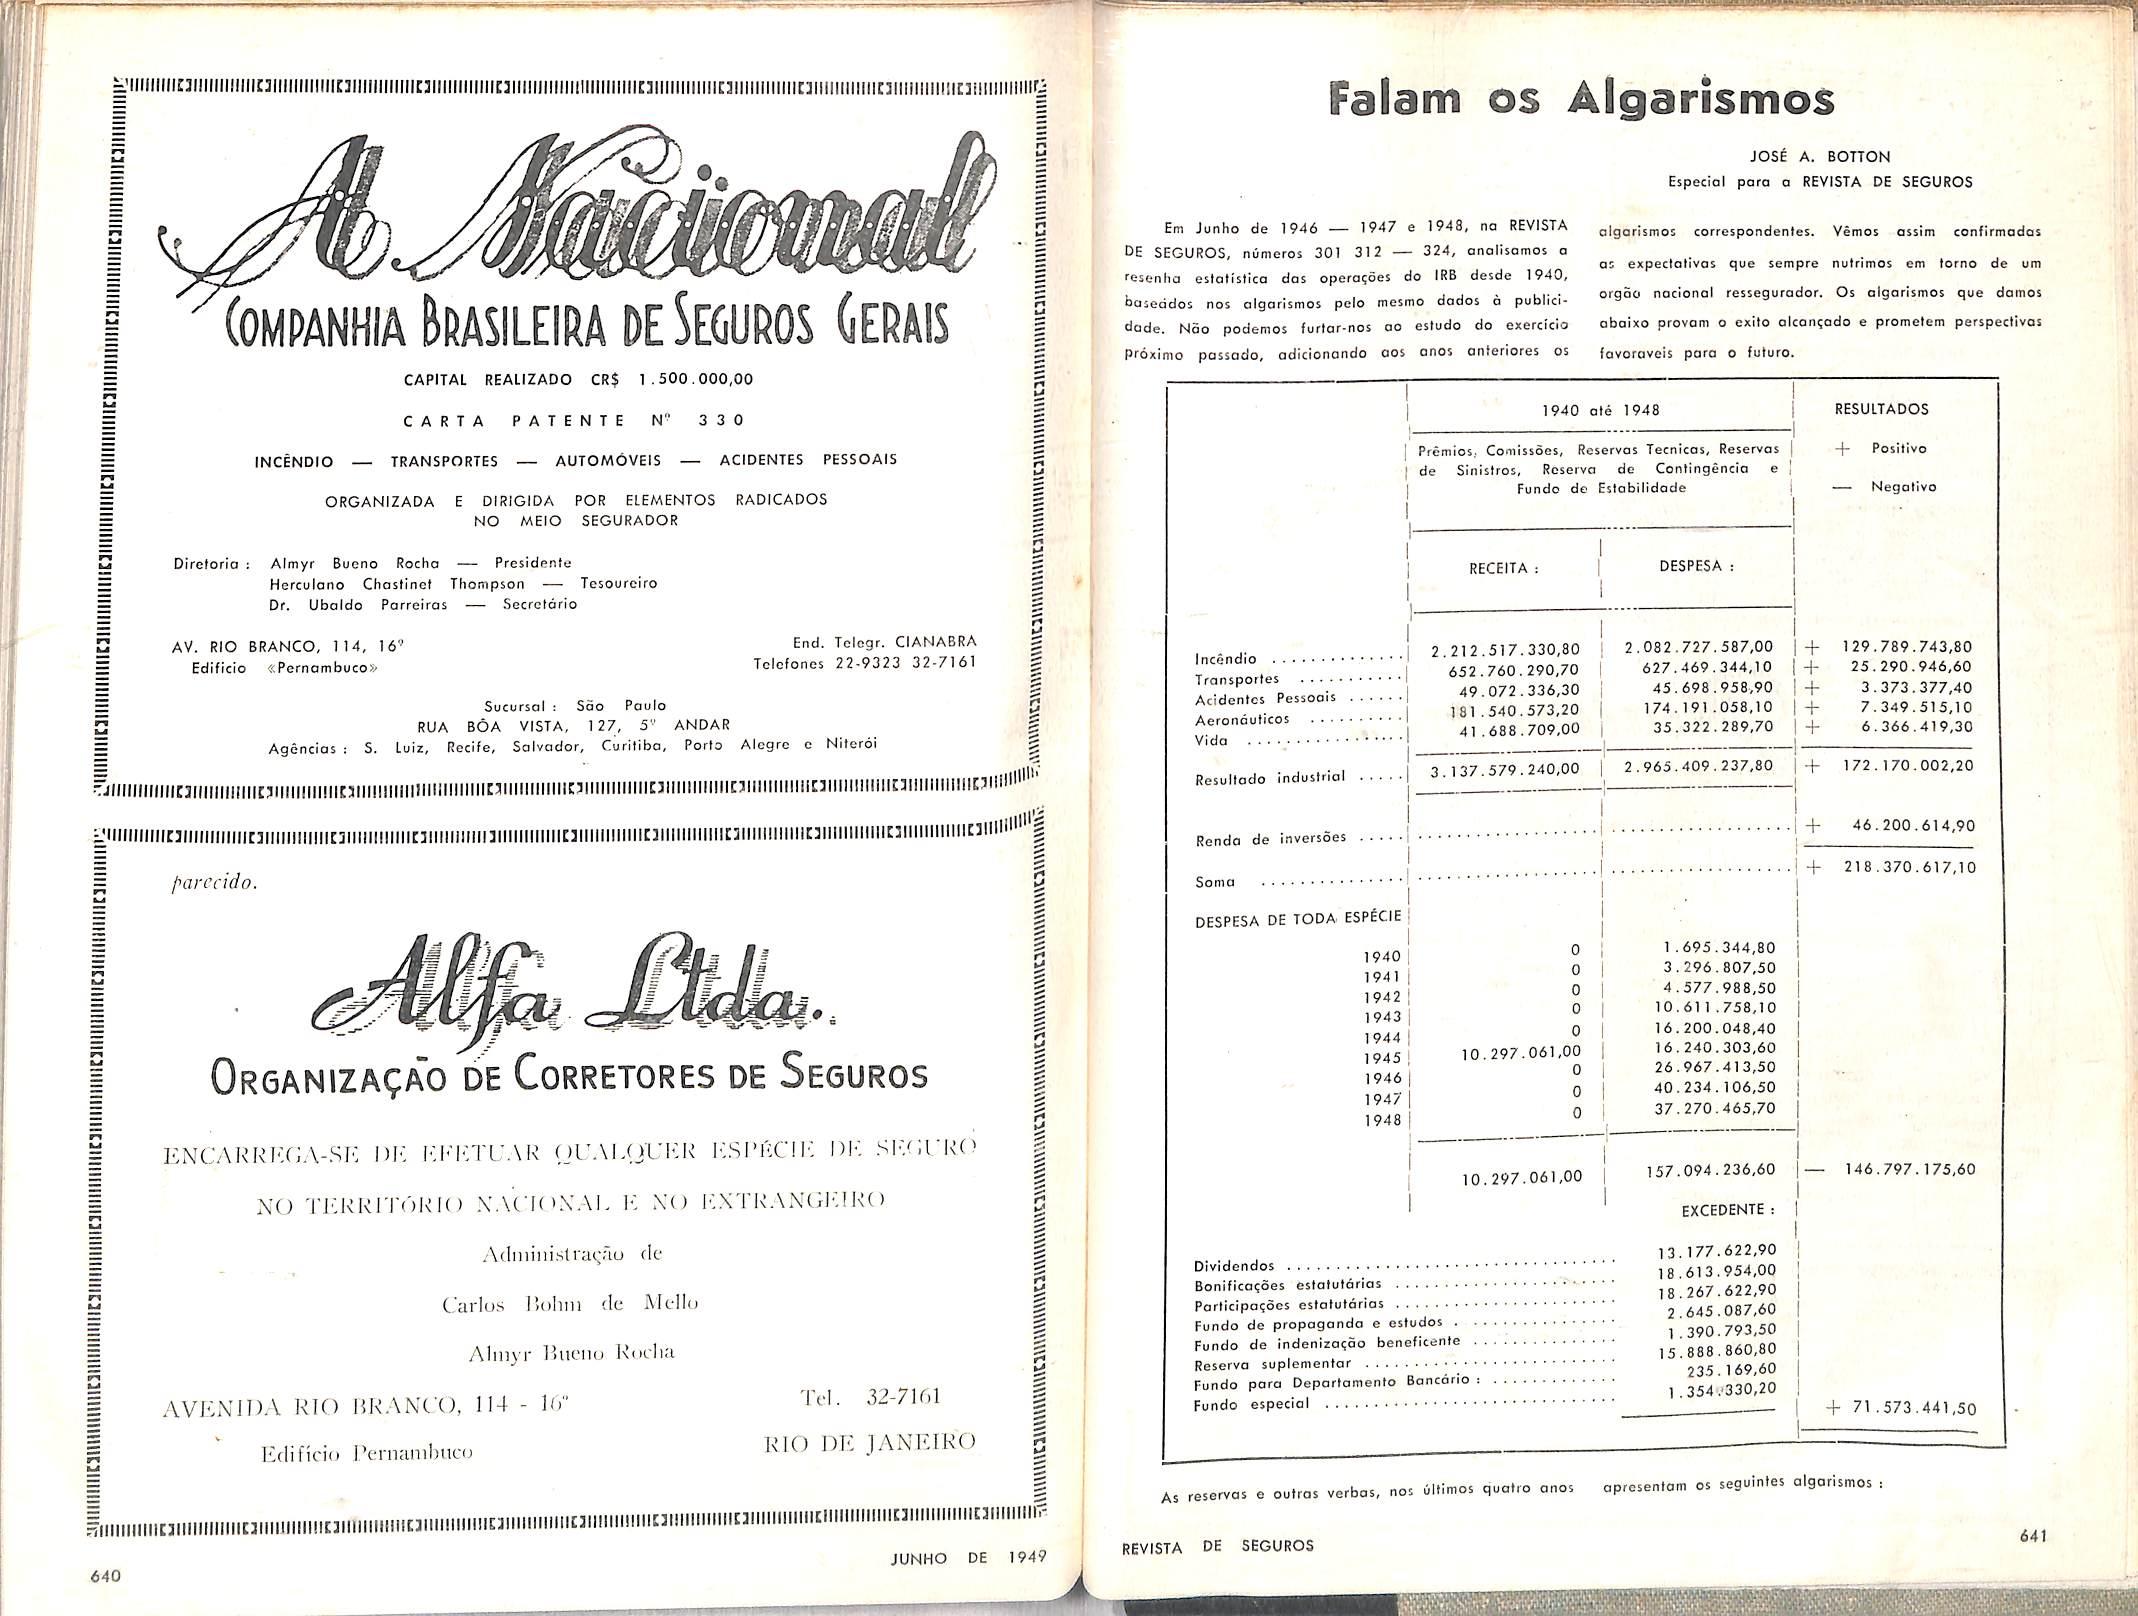 A Nacional
COMPANHIA BRASILEIRA DE SEGUROS GERAIS
CAPITAL REALIZADO CR$ 1.500.000,00
CARTA PATENTE Nº 330
INCÊNDIO — TRANSPORTES — AUTOMÓVEIS — ACIDENTES PESSOAIS
ORGANIZADA E DIRIGIDA POR ELEMENTOS RADICADOS
NO MEIO SEGURADOR
Diretoria : Almyr Bueno Rocha — Presidente
Herculano Chastinet Thompson — Tesoureiro
Dr. Ubaldo Parreiras — Secretário
AV. RIO BRANCO, 114, 16º End. Telegr. CIANABRA
Edifício «Pernambuco» Telefones 22-9323 32-7161
Sucursal : São Paulo
RUA BÔA VISTA, 127, 5º ANDAR
Agências : S. Luiz, Recife, Salvador, Curitiba, Porto Alegre e Niterói
parecido.
Alfa Ltda.
ORGANIZAÇÃO DE CORRETORES DE SEGUROS
ENCARREGA-SE DE EFETUAR QUALQUER ESPÉCIE DE SEGURO
NO TERRITÓRIO NACIONAL E NO EXTRANGEIRO
Administração de
Carlos Bohm de Mello
Almyr Bueno Rocha
AVENIDA RIO BRANCO, 114 - 16º Tel. 32-7161
Edifício Pernambuco RIO DE JANEIRO
640 JUNHO DE 1949
Falam os Algarismos
JOSÉ A. BOTTON
Especial para a REVISTA DE SEGUROS
Em Junho de 1946 — 1947 e 1948, na REVISTA
DE SEGUROS, números 301 312 — 324, analisamos a
resenha estatística das operações do IRB desde 1940,
baseados nos algarismos pelo mesmo dados à publici-
dade. Não podemos furtar-nos ao estudo do exercício
próximo passado, adicionando aos anos anteriores os
algarismos correspondentes. Vêmos assim confirmadas
as expectativas que sempre nutrimos em torno de um
orgão nacional ressegurador. Os algarismos que damos
abaixo provam o exito alcançado e prometem perspectivas
favoraveis para o futuro.
1940 até 1948 RESULTADOS
Prêmios, Comissões, Reservas Tecnicas, Reservas + Positivo
de Sinistros, Reserva de Contingência e
Fundo de Estabilidade — Negativo
RECEITA : DESPESA :
Incêndio .............. 2.212.517.330,80 2.082.727.587,00 + 129.789.743,80
Transportes ........... 652.760.290,70 627.469.344,10 + 25.290.946,60
Acidentes Pessoais ...... 49.072.336,30 45.698.958,90 + 3.373.377,40
Aeronáuticos .......... 181.540.573,20 174.191.058,10 + 7.349.515,10
Vida ................. 41.688.709,00 35.322.289,70 + 6.366.419,30
Resultado industrial ..... 3.137.579.240,00 2.965.409.237,80 + 172.170.002,20
Renda de inversões ..... + 46.200.614,90
Soma ............... + 218.370.617,10
DESPESA DE TODA ESPÉCIE
1940 0 1.695.344,80
1941 0 3.296.807,50
1942 0 4.577.988,50
1943 0 10.611.758,10
1944 0 16.200.048,40
1945 10.297.061,00 16.240.303,60
1946 0 26.967.413,50
1947 0 40.234.106,50
1948 0 37.270.465,70
10.297.061,00 157.094.236,60 — 146.797.175,60
EXCEDENTE :
Dividendos ................................. 13.177.622,90
Bonificações estatutárias ...................... 18.613.954,00
Participações estatutárias ....................... 18.267.622,90
Fundo de propaganda e estudos . ............... 2.645.087,60
Fundo de indenização beneficente ............... 1.390.793,50
Reserva suplementar .......................... 15.888.860,80
Fundo para Departamento Bancário : ............. 235.169,60
Fundo especial .............................. 1.354.330,20 + 71.573.441,50
As reservas e outras verbas, nos últimos quatro anos apresentam os seguintes algarismos :
REVISTA DE SEGUROS 641